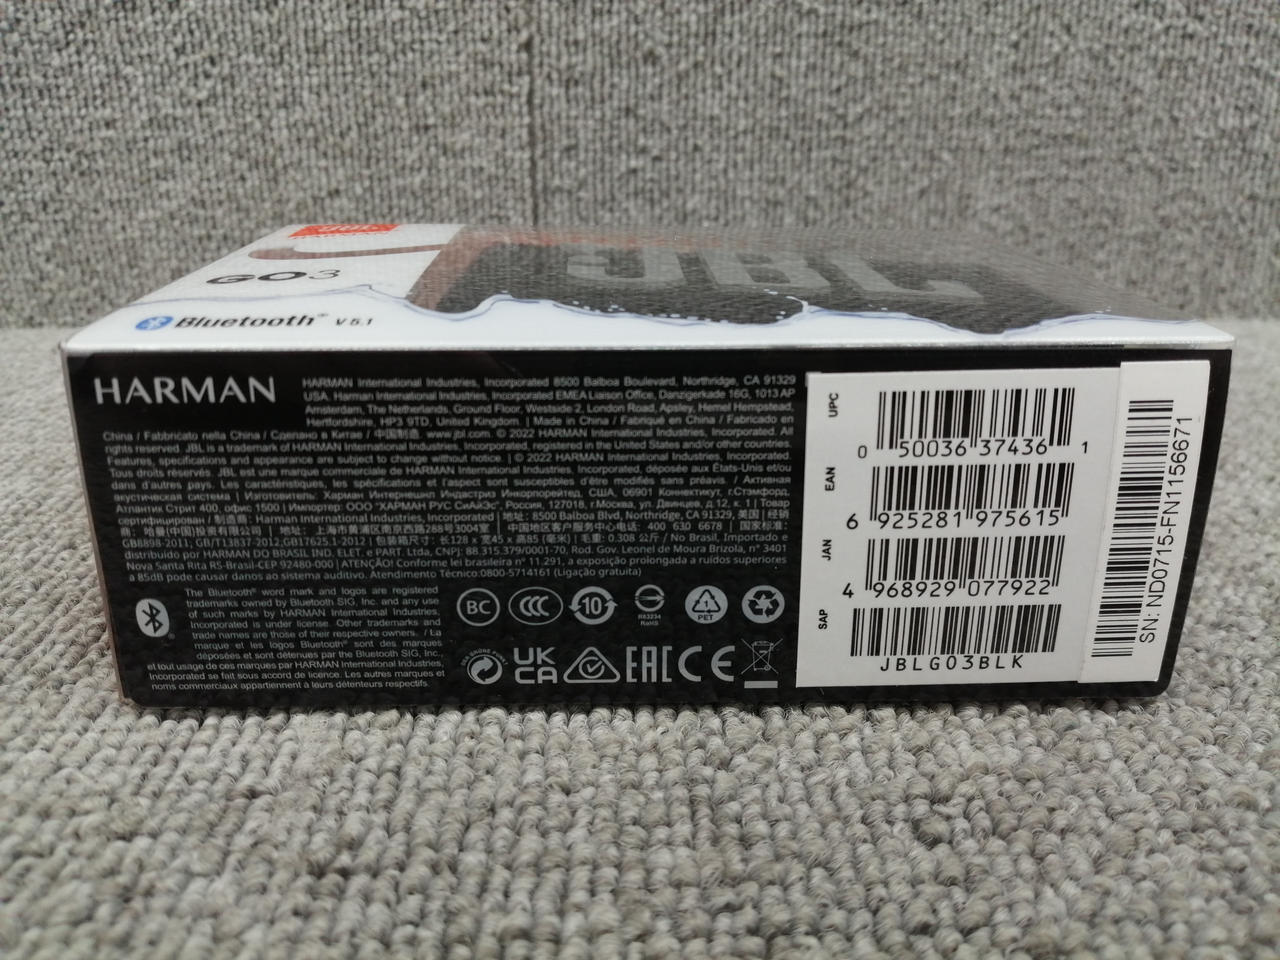 JBL
HARMAN
GO3
JBL
Bluetooth® V5.1
HARMAN
HARMAN International Industries, Incorporated 8500 Balboa Boulevard, Northridge, CA 91329
USA. Harman International Industries, Incorporated EMEA Liaison Office, Danzigerkade 16G, 1013 AP
Amsterdam, The Netherlands, Ground Floor, Westside 2, London Road, Apsley, Hemel Hempstead,
Hertfordshire, HP3 9TD, United Kingdom. | Made in China / Fabriqué en China / Fabricado en
China / Fabbricato nella China / Сделано в Китае / 中国制造. www.jbl.com. © 2022 HARMAN International Industries, Incorporated. All
rights reserved. JBL is a trademark of HARMAN International Industries, Incorporated, registered in the United States and/or other countries.
Features, specifications and appearance are subject to change without notice. | © 2022 HARMAN International Industries, Incorporated.
Tous droits réservés. JBL est une marque commerciale de HARMAN International Industries, Incorporated, déposée aux États-Unis et/ou
dans d'autres pays. Les caractéristiques, les spécifications et l'aspect sont susceptibles d'être modifiés sans préavis. / Активная
акустическая система | Изготовитель: Харман Интернешнл Индастриз Инкорпорейтед, США, 06901 Коннектикут, г.Стэмфорд,
Атлантик Стрит 400, офис 1500 | Импортер: ООО "ХАРМАН РУС СиАйЭс", Россия, 127018, г.Москва, ул. Двинцев, д.12, к. 1 | Товар
сертифицирован / 制造商: Harman International Industries, Incorporated | 地址: 8500 Balboa Blvd, Northridge, CA 91329, 美国 | 经销
商: 哈曼(中国)投资有限公司 | 地址: 上海市黄浦区南京西路288号3004室 | 中国地区客户服务中心电话: 400 630 6678 | 国家标准:
GB8898-2011; GB/T13837-2012;GB17625.1-2012 | 包装箱尺寸: 长128 x 宽45 x 高85 (毫米) | 毛重: 0.308 公斤 / No Brasil, Importado e
distribuido por HARMAN DO BRASIL IND. ELET. e PART. Ltda, CNPJ: 88.315.379/0001-70, Rod. Gov. Leonel de Moura Brizola, n° 3401
Nova Santa Rita RS-Brasil-CEP 92480-000 | ATENÇÃO! Conforme lei brasileira n° 11.291, a exposição prolongada a ruídos superiores
a 85dB pode causar danos ao sistema auditivo. Atendimento Técnico:0800-5714161 (Ligação gratuita)
The Bluetooth® word mark and logos are registered
trademarks owned by Bluetooth SIG, Inc. and any use
of such marks by HARMAN International Industries,
Incorporated is under license. Other trademarks and
trade names are those of their respective owners. / La
marque et les logos Bluetooth® sont des marques
déposées et sont détenues par the Bluetooth SIG, Inc.,
et tout usage de ces marques par HARMAN International Industries,
Incorporated se fait sous accord de licence. Les autres marques et
noms commerciaux appartiennent à leurs détenteurs respectifs.
BC
CCC
10
RoHS
1
PET
DER GRÜNE PUNKT
UK
CA
EAC
CE
UPC
0 50036 37436 1
EAN
6 925281 975615
JAN
4 968929 077922
SAP
JBLGO3BLK
SN: ND0715-FN1156671